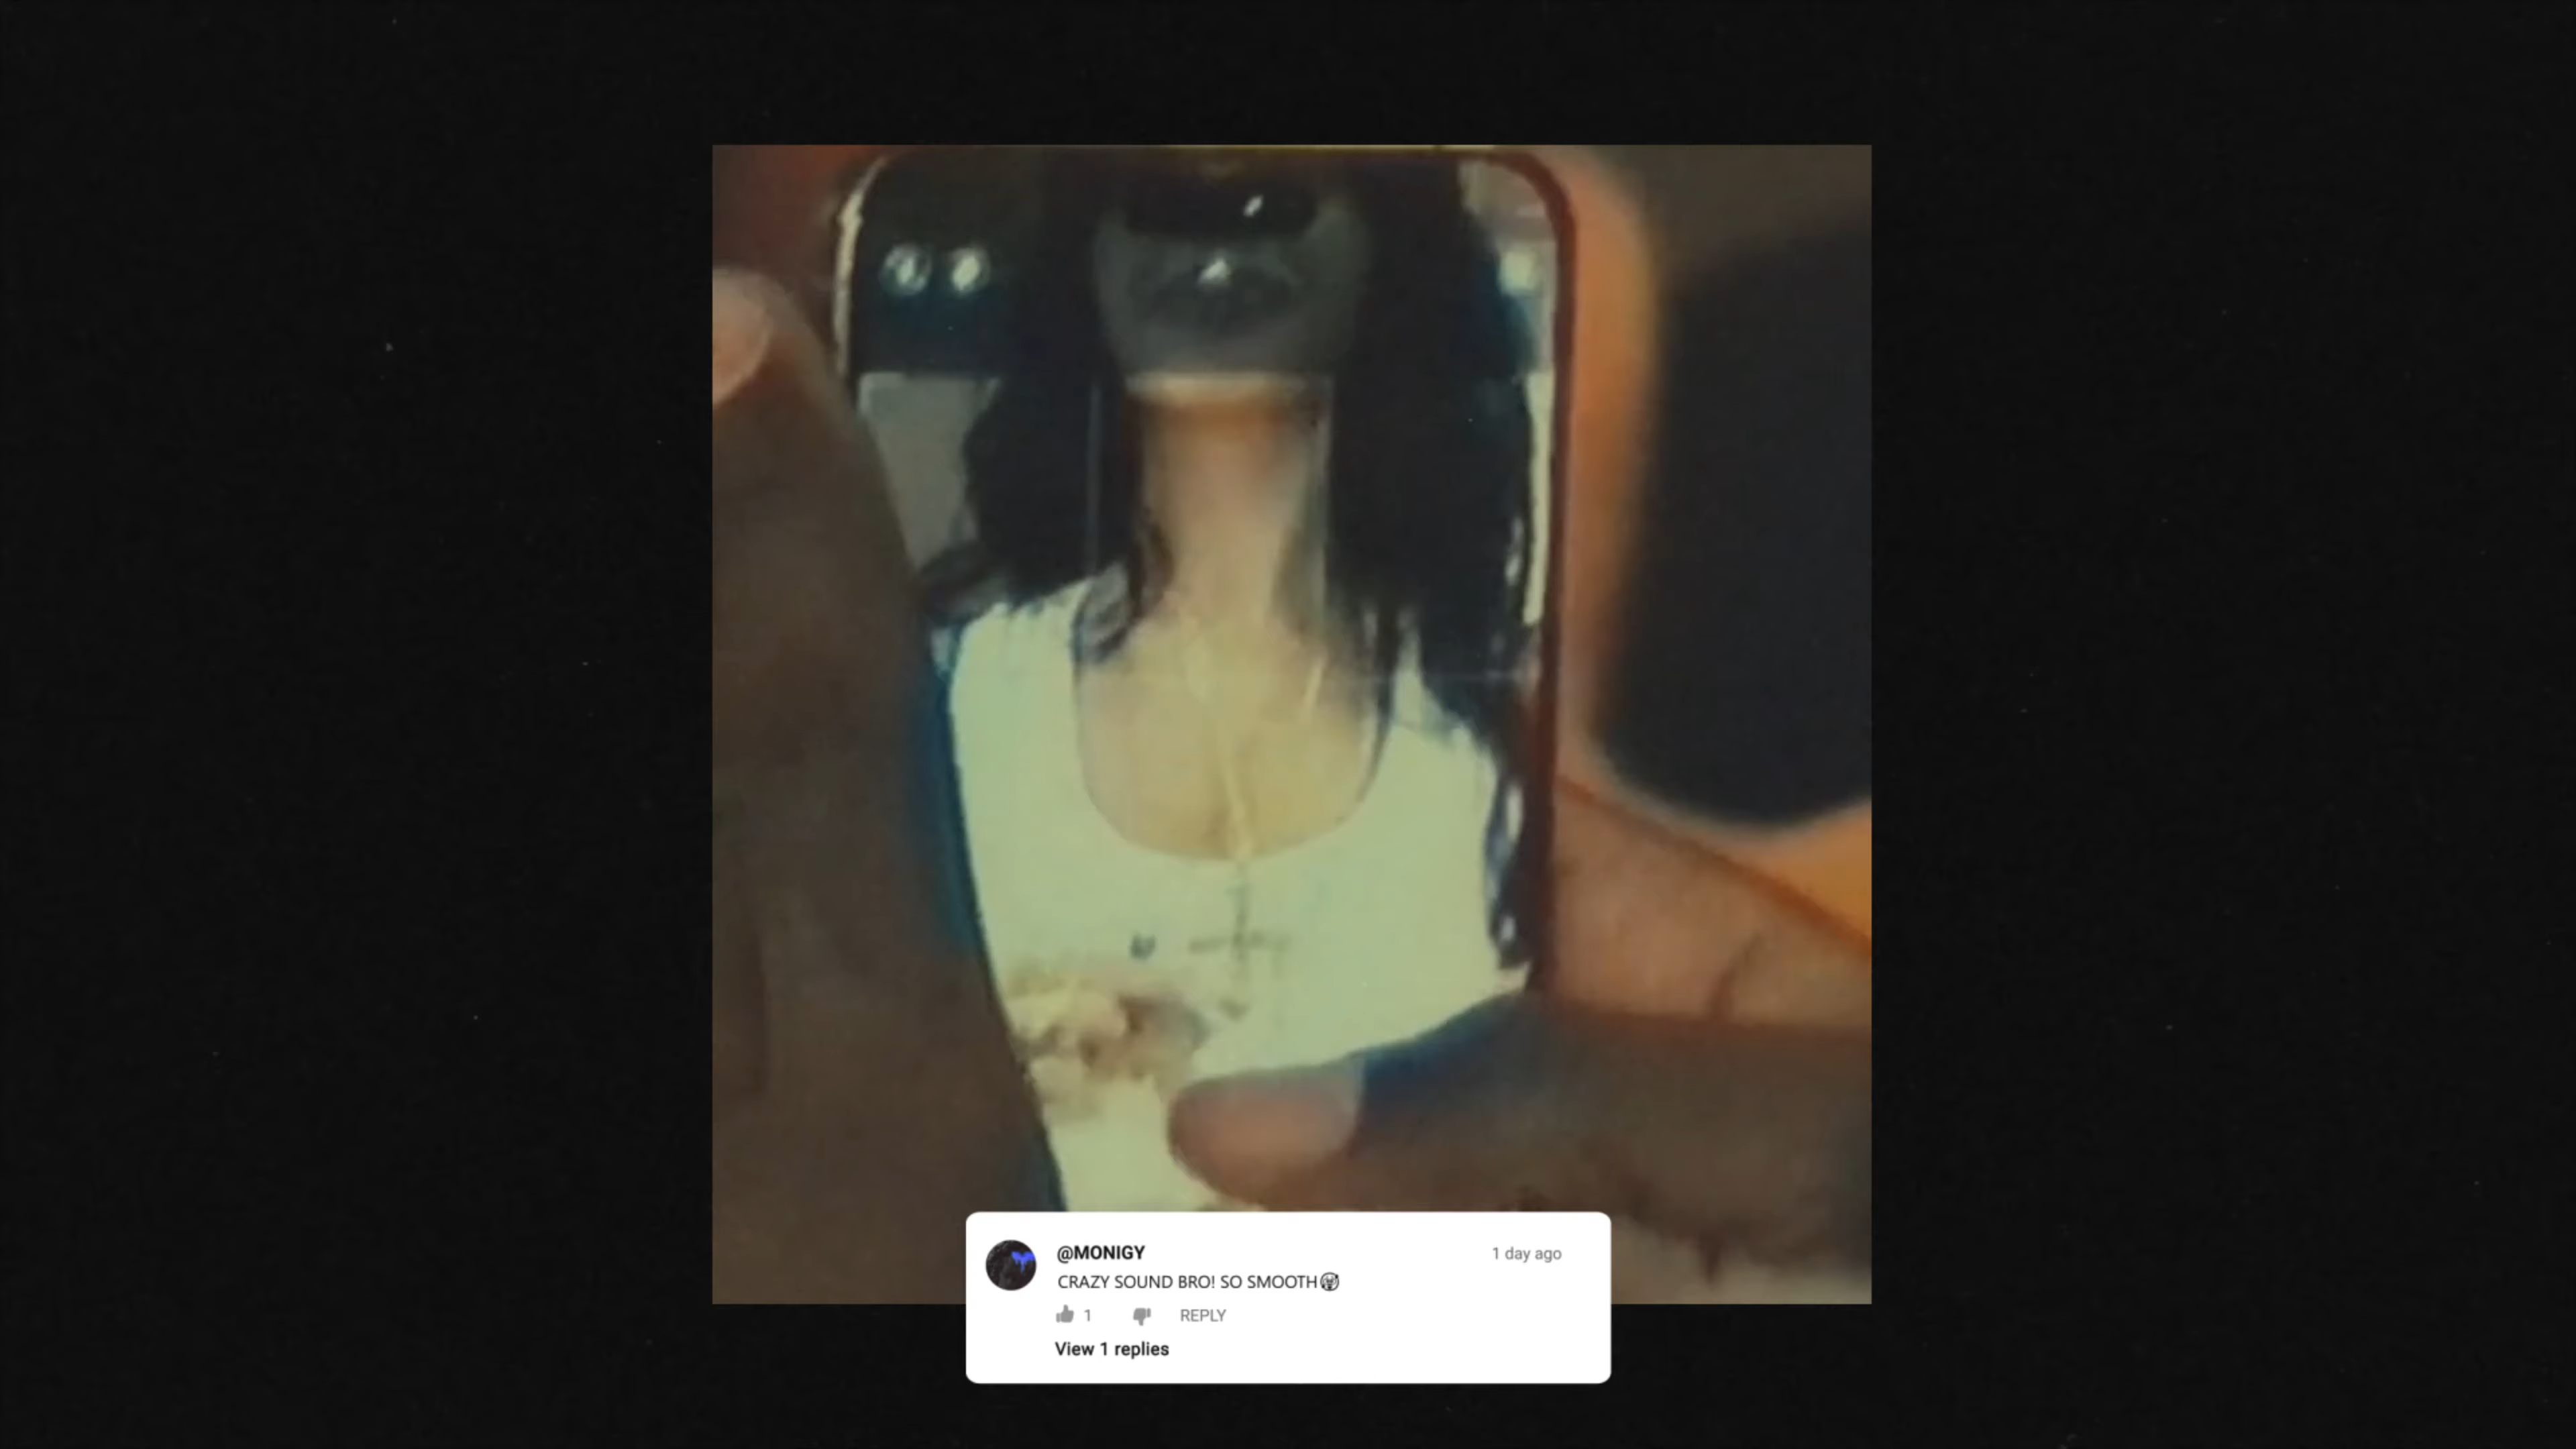 @MONIGY
1 day ago
CRAZY SOUND BRO! SO SMOOTH
1
REPLY
View 1 replies